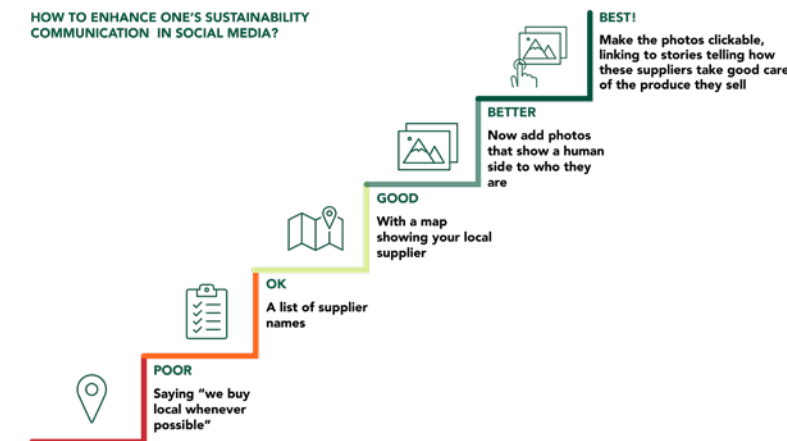 HOW TO ENHANCE ONE'S SUSTAINABILITY
COMMUNICATION IN SOCIAL MEDIA?
BEST!
Make the photos clickable,
linking to stories telling how
these suppliers take good care
of the produce they sell
BETTER
Now add photos
that show a human
side to who they
are
GOOD
With a map
showing your local
supplier
OK
A list of supplier
names
POOR
Saying “we buy
local whenever
possible”